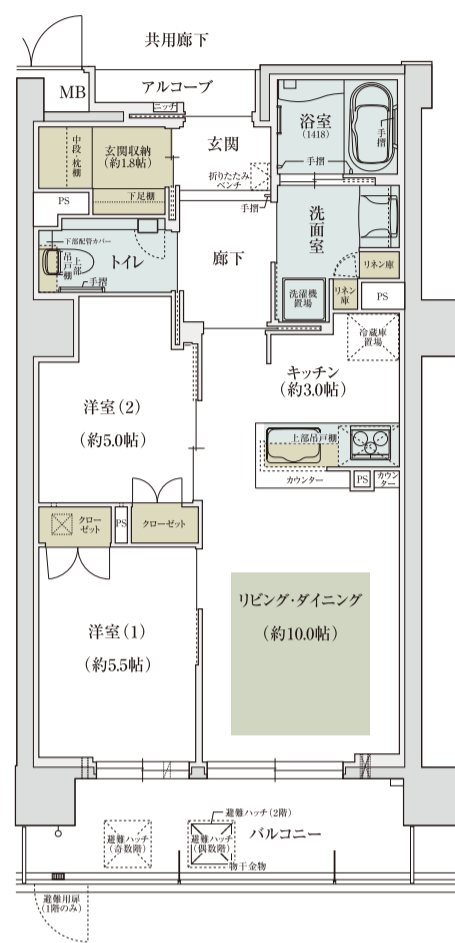 共用廊下
アルコーブ
MB
ニッチ
玄関
浴室
(1418)
手摺
手摺
中段・枕棚
玄関収納
(約1.8帖)
折りたたみ
ベンチ
下足棚
PS
手摺
洗面室
下部配管カバー
トイレ
上部
吊戸棚
手摺
廊下
リネン庫
洗濯機
置場
リネン
庫
PS
冷蔵庫
置場
キッチン
(約3.0帖)
洋室(2)
(約5.0帖)
上部吊戸棚
カウンター
PS
カウン
ター
クロー
ゼット
PS
クローゼット
洋室(1)
(約5.5帖)
リビング・ダイニング
(約10.0帖)
避難ハッチ(2階)
バルコニー
避難ハッチ
(奇数階)
避難ハッチ
(偶数階)
物干金物
避難用扉
(1階のみ)